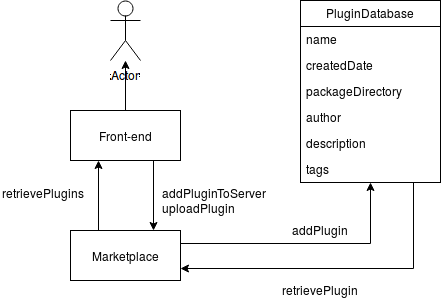 PluginDatabase
name
createdDate
packageDirectory
author
description
tags
:Actor
Front-end
retrievePlugins
addPluginToServer
uploadPlugin
Marketplace
addPlugin
retrievePlugin